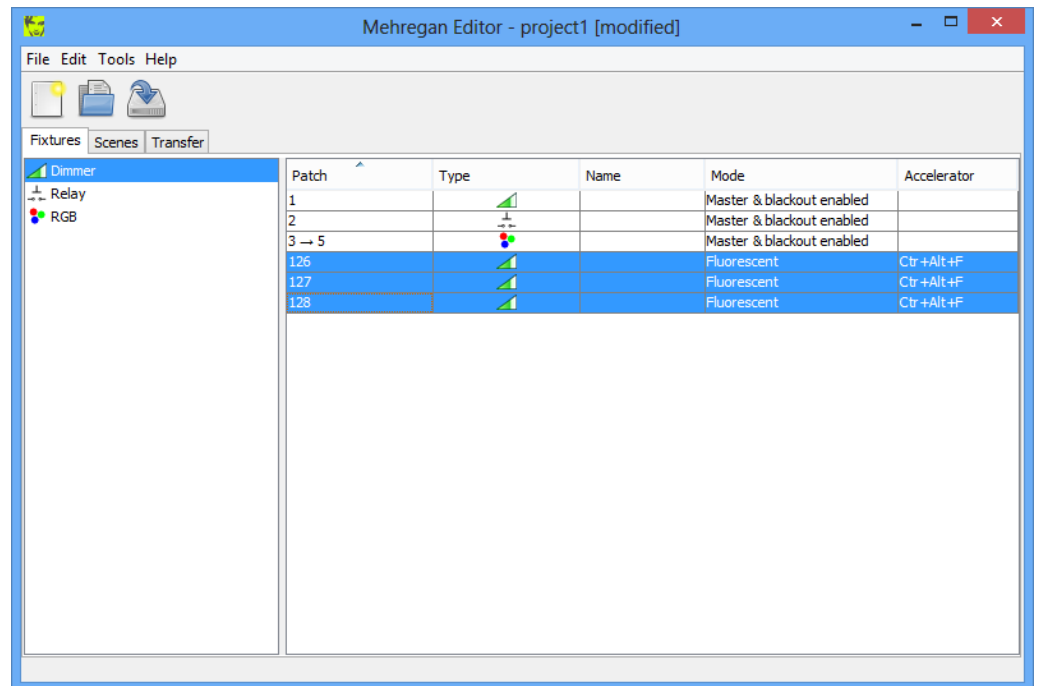 Mehregan Editor - project1 [modified]
File Edit Tools Help
Fixtures Scenes Transfer
Dimmer
Relay
RGB
Patch Type Name Mode Accelerator
1 Master & blackout enabled
2 Master & blackout enabled
3 → 5 Master & blackout enabled
126 Fluorescent Ctr+Alt+F
127 Fluorescent Ctr+Alt+F
128 Fluorescent Ctr+Alt+F